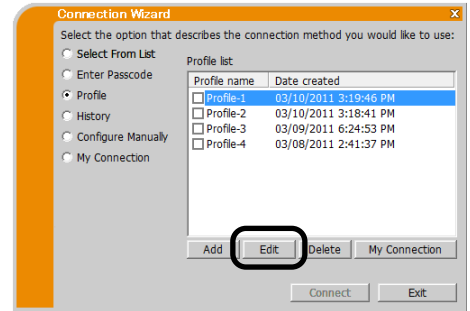 Connection Wizard
X
Select the option that describes the connection method you would like to use:
Select From List
Enter Passcode
Profile
History
Configure Manually
My Connection
Profile list
Profile name Date created
Profile-1 03/10/2011 3:19:46 PM
Profile-2 03/10/2011 3:18:41 PM
Profile-3 03/09/2011 6:24:53 PM
Profile-4 03/08/2011 2:41:37 PM
Add Edit Delete My Connection
Connect Exit